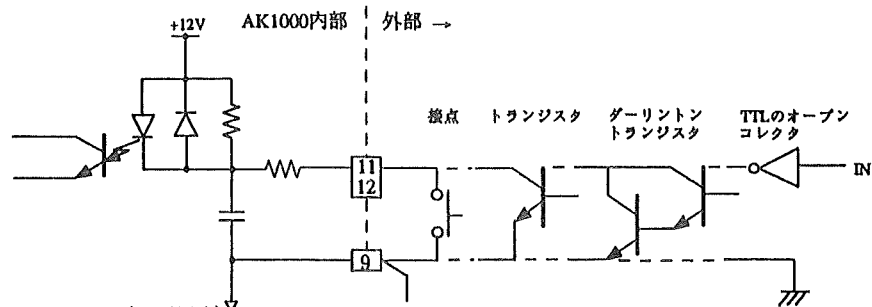 AK1000内部
外部 →
+12V
接点
トランジスタ
ダーリントン
トランジスタ
TTLのオープン
コレクタ
IN
11
12
9